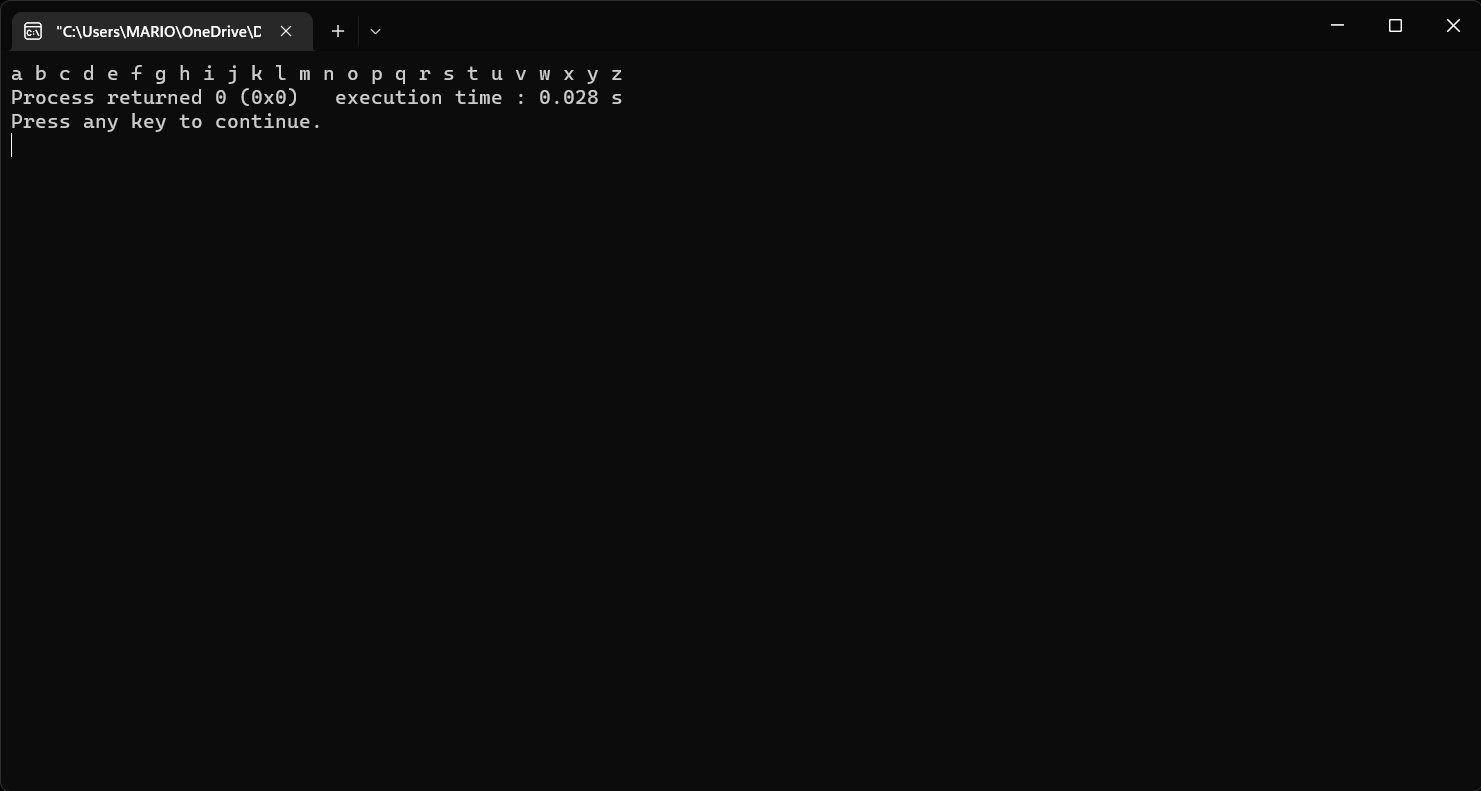 "C:\Users\MARIO\OneDrive\D
a b c d e f g h i j k l m n o p q r s t u v w x y z
Process returned 0 (0x0)   execution time : 0.028 s
Press any key to continue.